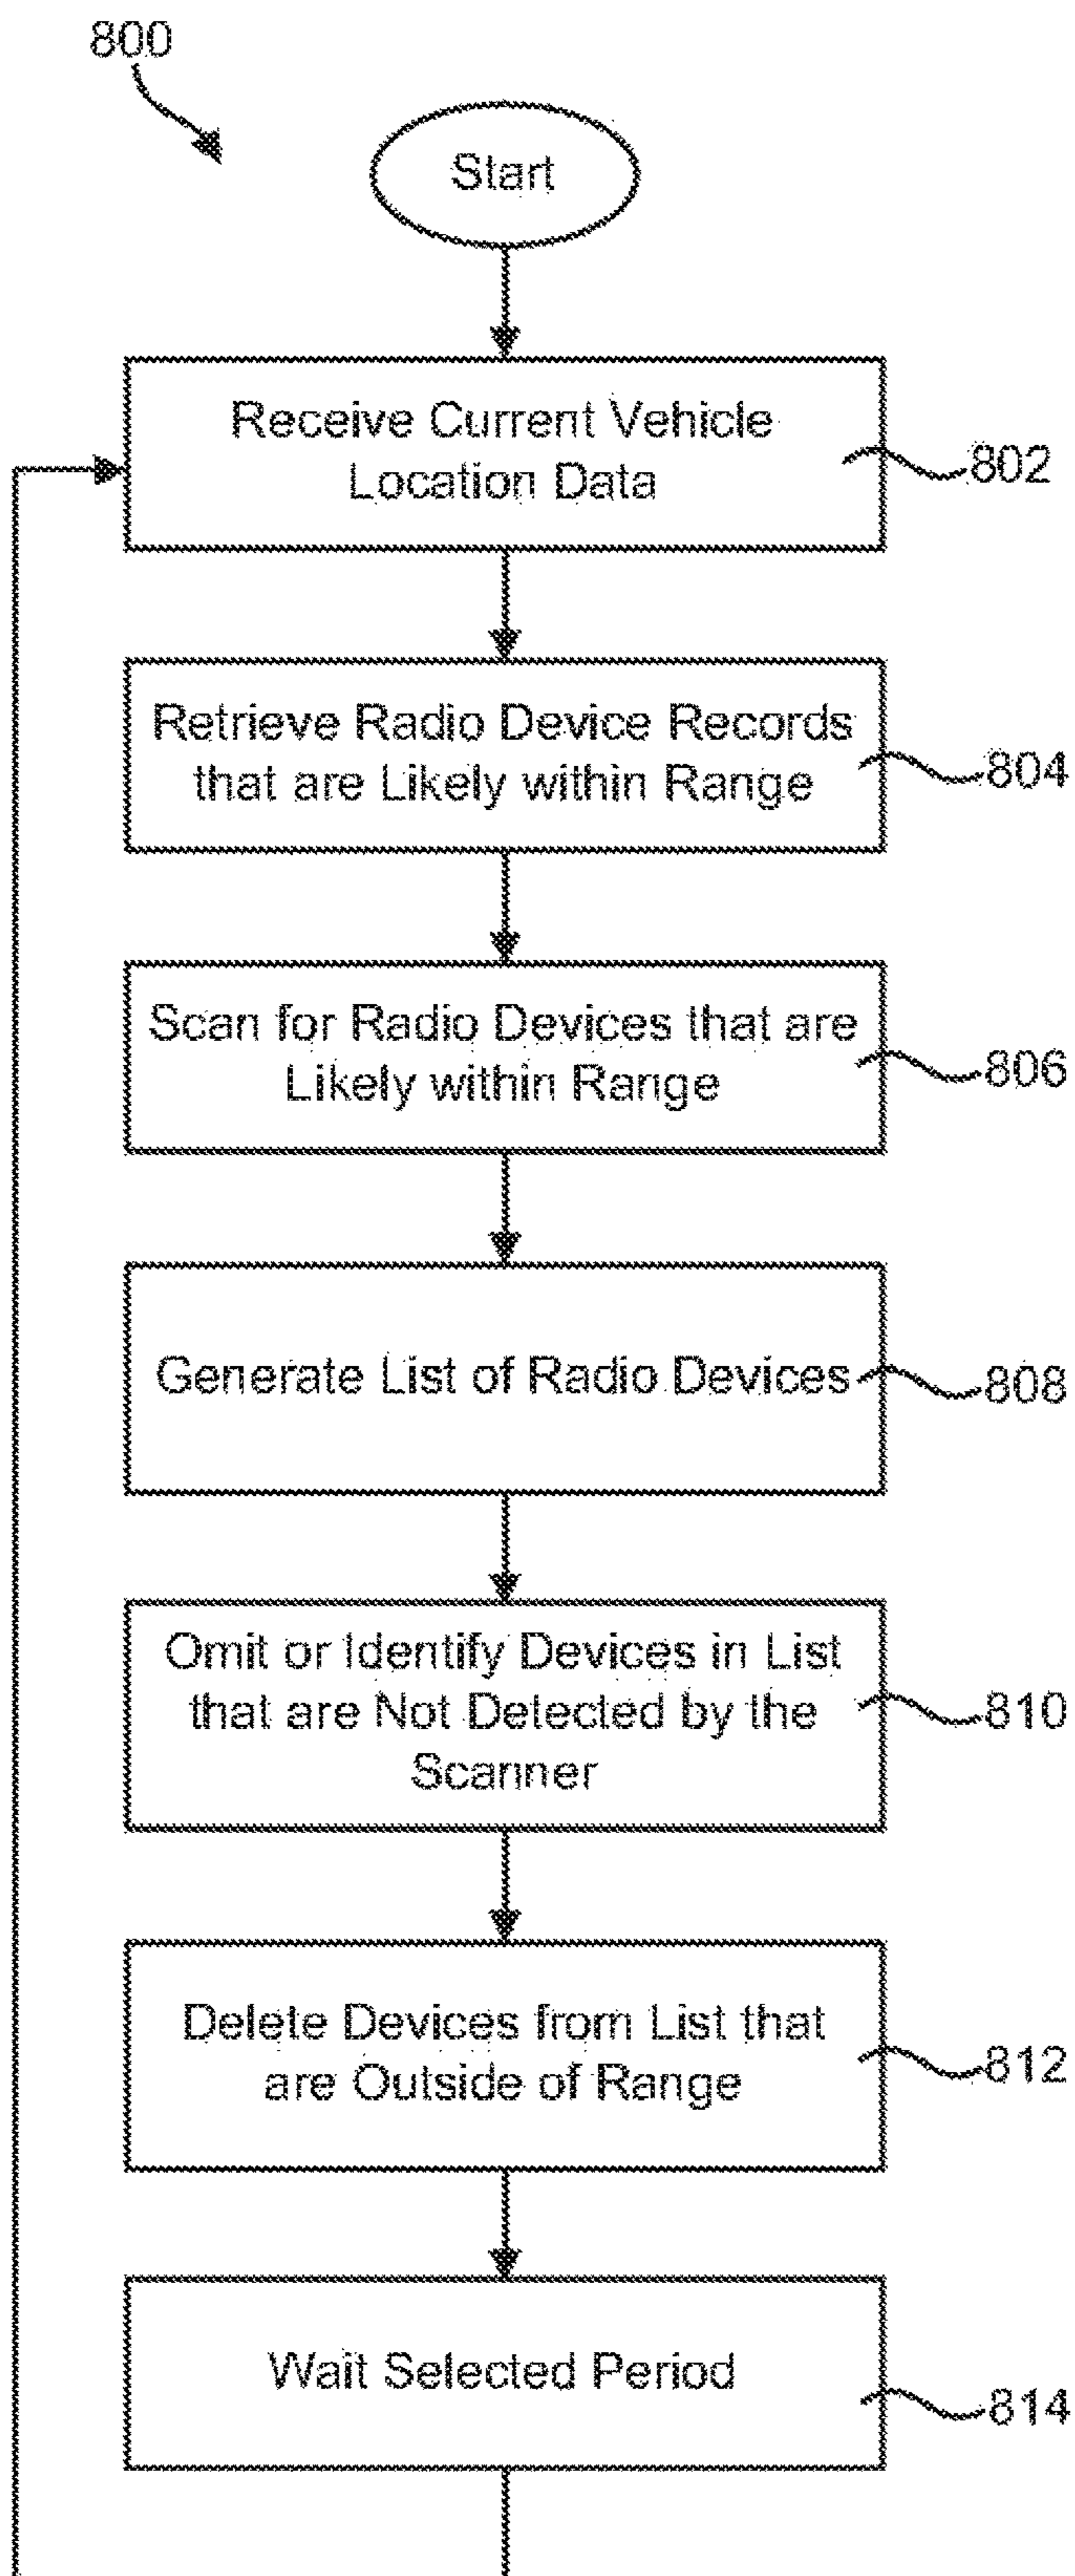 800
Start
Receive Current Vehicle
Location Data
802
Retrieve Radio Device Records
that are Likely within Range
804
Scan for Radio Devices that are
Likely within Range
806
Generate List of Radio Devices
808
Omit or Identify Devices in List
that are Not Detected by the
Scanner
810
Delete Devices from List that
are Outside of Range
812
Wait Selected Period
814